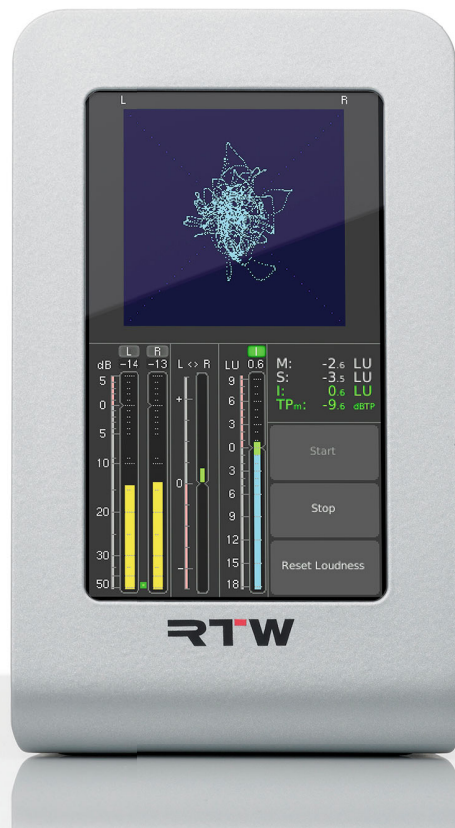 L R
L R
dB -14 -13 L <> R
5
0
5
10
20
30
50
+
0
−
I
LU 0.6
9
6
3
0
3
6
9
12
15
18
M: -2.6 LU
S: -3.5 LU
I: 0.6 LU
TPm: -9.6 dBTP
Start
Stop
Reset Loudness
RTW